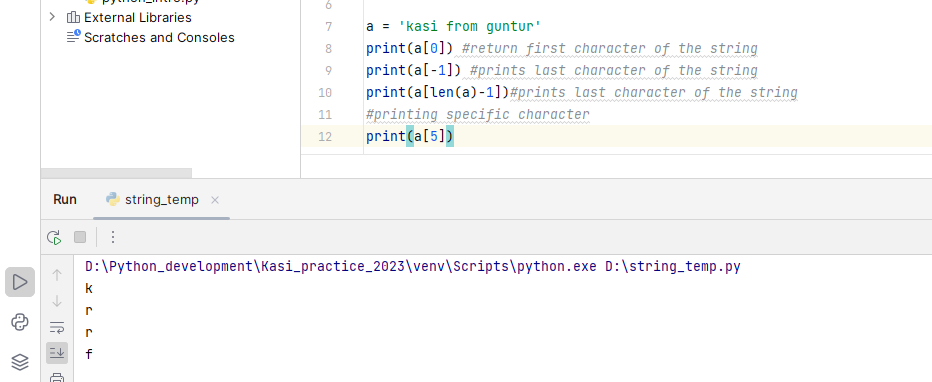 python_intro.py
External Libraries
Scratches and Consoles
6
7 a = 'kasi from guntur'
8 print(a[0]) #return first character of the string
9 print(a[-1]) #prints last character of the string
10 print(a[len(a)-1])#prints last character of the string
11 #printing specific character
12 print(a[5])
Run string_temp ×
D:\Python_development\Kasi_practice_2023\venv\Scripts\python.exe D:\string_temp.py
k
r
r
f